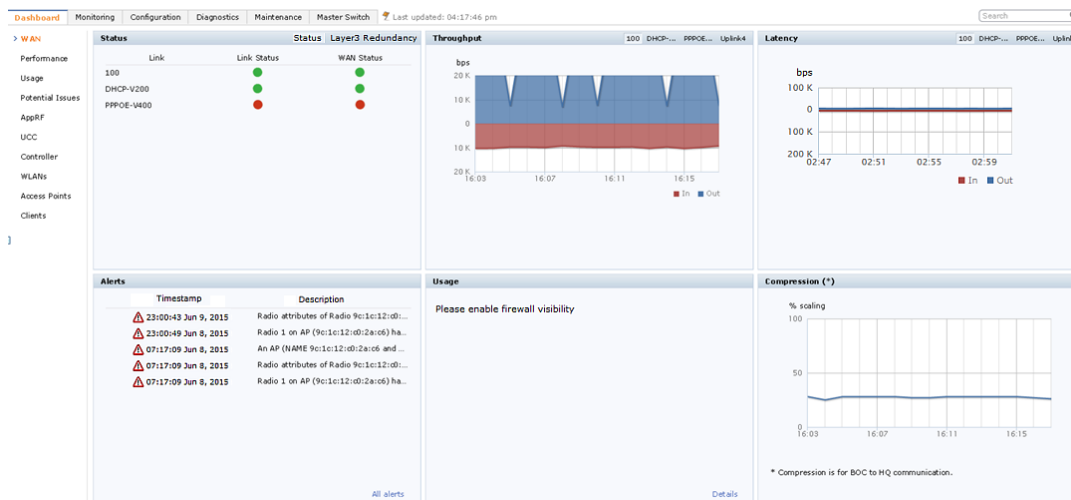 Dashboard Monitoring Configuration Diagnostics Maintenance Master Switch Last updated: 04:17:46 pm Search
WAN
Performance
Usage
Potential Issues
AppRF
UCC
Controller
WLANs
Access Points
Clients
]
Status Status Layer3 Redundancy
Link Link Status WAN Status
100
DHCP-V200
PPPOE-V400
Throughput 100 DHCP-... PPPOE... Uplink4
bps
20 K
10 K
0
10 K
20 K
16:03 16:07 16:11 16:15
In Out
Latency 100 DHCP-... PPPOE... Uplink
bps
100 K
0
100 K
200 K
02:47 02:51 02:55 02:59
In Out
Alerts
Timestamp Description
23:00:43 Jun 9, 2015 Radio attributes of Radio 9c:1c:12:c0:...
23:00:49 Jun 8, 2015 Radio 1 on AP (9c:1c:12:c0:2a:c6) ha...
07:17:09 Jun 8, 2015 An AP (NAME 9c:1c:12:c0:2a:c6 and ...
07:17:09 Jun 8, 2015 Radio attributes of Radio 9c:1c:12:c0:...
07:17:09 Jun 8, 2015 Radio 1 on AP (9c:1c:12:c0:2a:c6) ha...
All alerts
Usage
Please enable firewall visibility
Details
Compression (*)
% scaling
100
50
0
16:03 16:07 16:11 16:15
* Compression is for BOC to HQ communication.